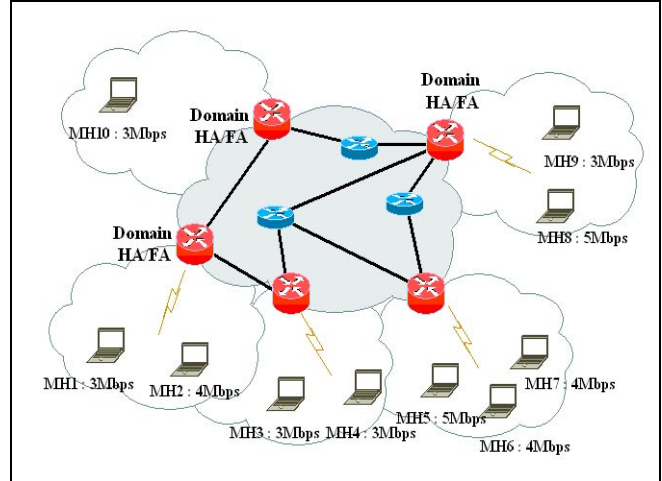 Domain
HA/FA
Domain
HA/FA
MH10 : 3Mbps
MH9 : 3Mbps
MH8 : 5Mbps
Domain
HA/FA
MH1 : 3Mbps
MH2 : 4Mbps
MH3 : 3Mbps
MH4 : 3Mbps
MH5 : 5Mbps
MH7 : 4Mbps
MH6 : 4Mbps